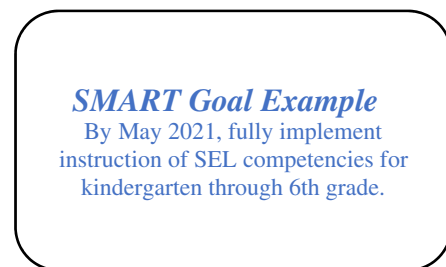 SMART Goal Example
By May 2021, fully implement
instruction of SEL competencies for
kindergarten through 6th grade.